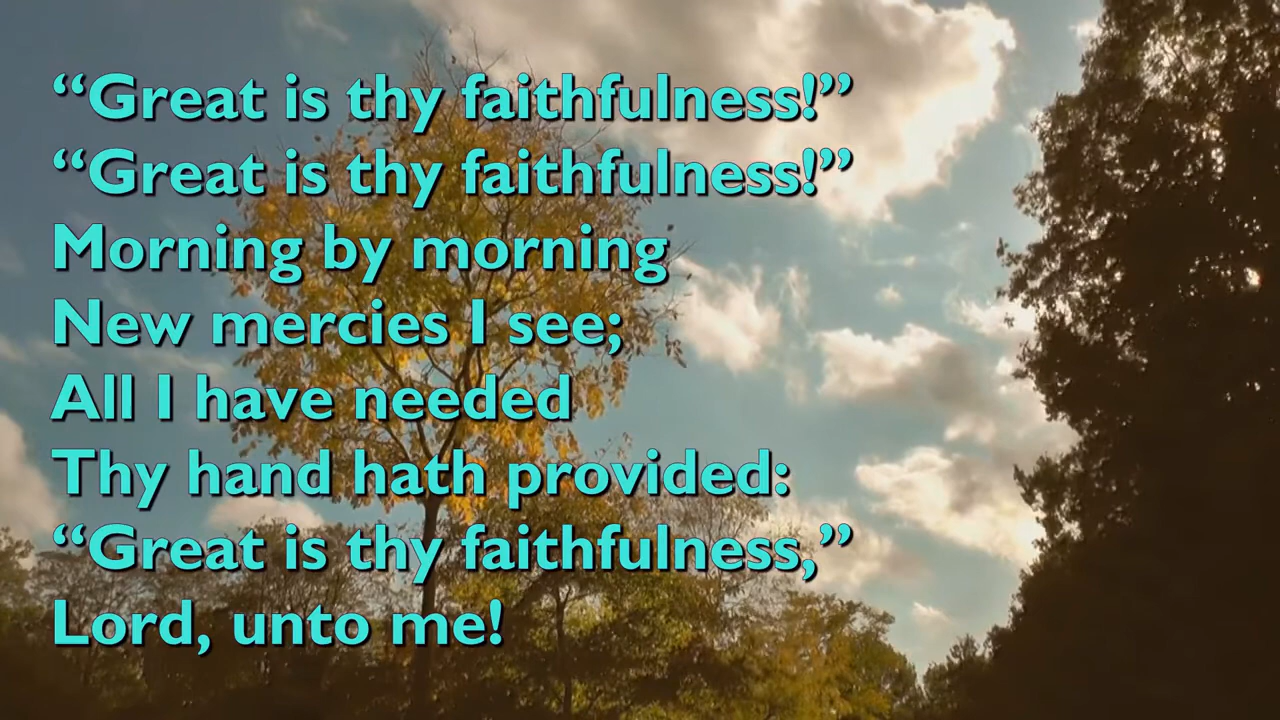 “Great is thy faithfulness!”
“Great is thy faithfulness!”
Morning by morning
New mercies I see;
All I have needed
Thy hand hath provided:
“Great is thy faithfulness,”
Lord, unto me!